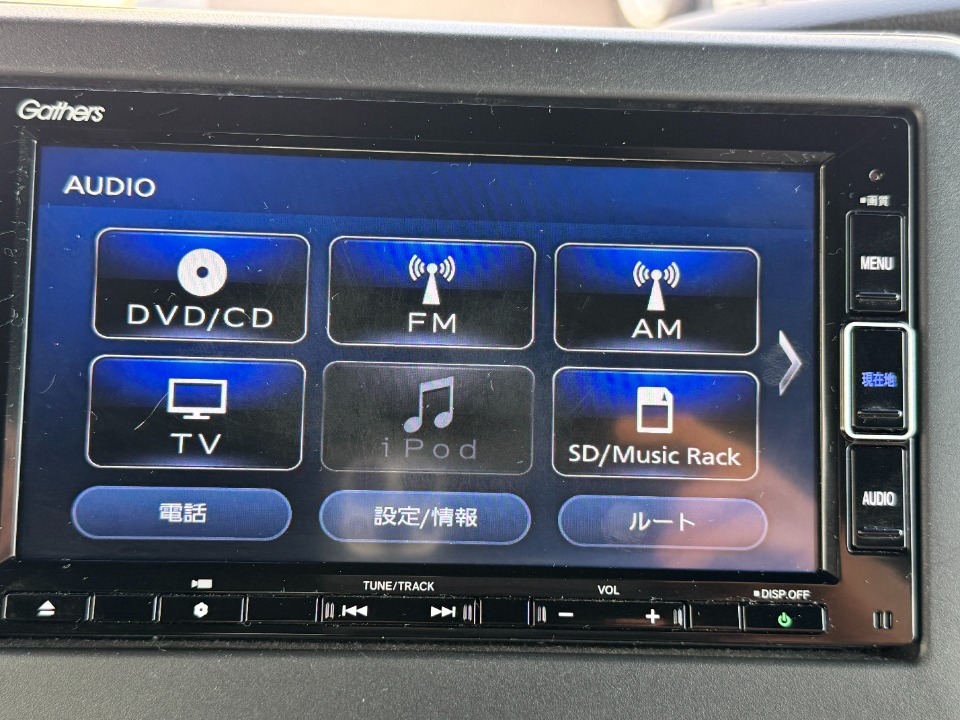 Gathers
AUDIO
DVD/CD
FM
AM
TV
iPod
SD/Music Rack
電話
設定/情報
ルート
■画質
MENU
現在地
AUDIO
TUNE/TRACK
VOL
■DISP.OFF